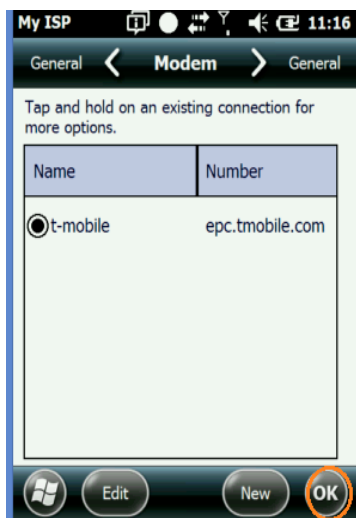 My ISP 11:16
General Modem General
Tap and hold on an existing connection for
more options.
Name Number
t-mobile epc.tmobile.com
Edit New OK